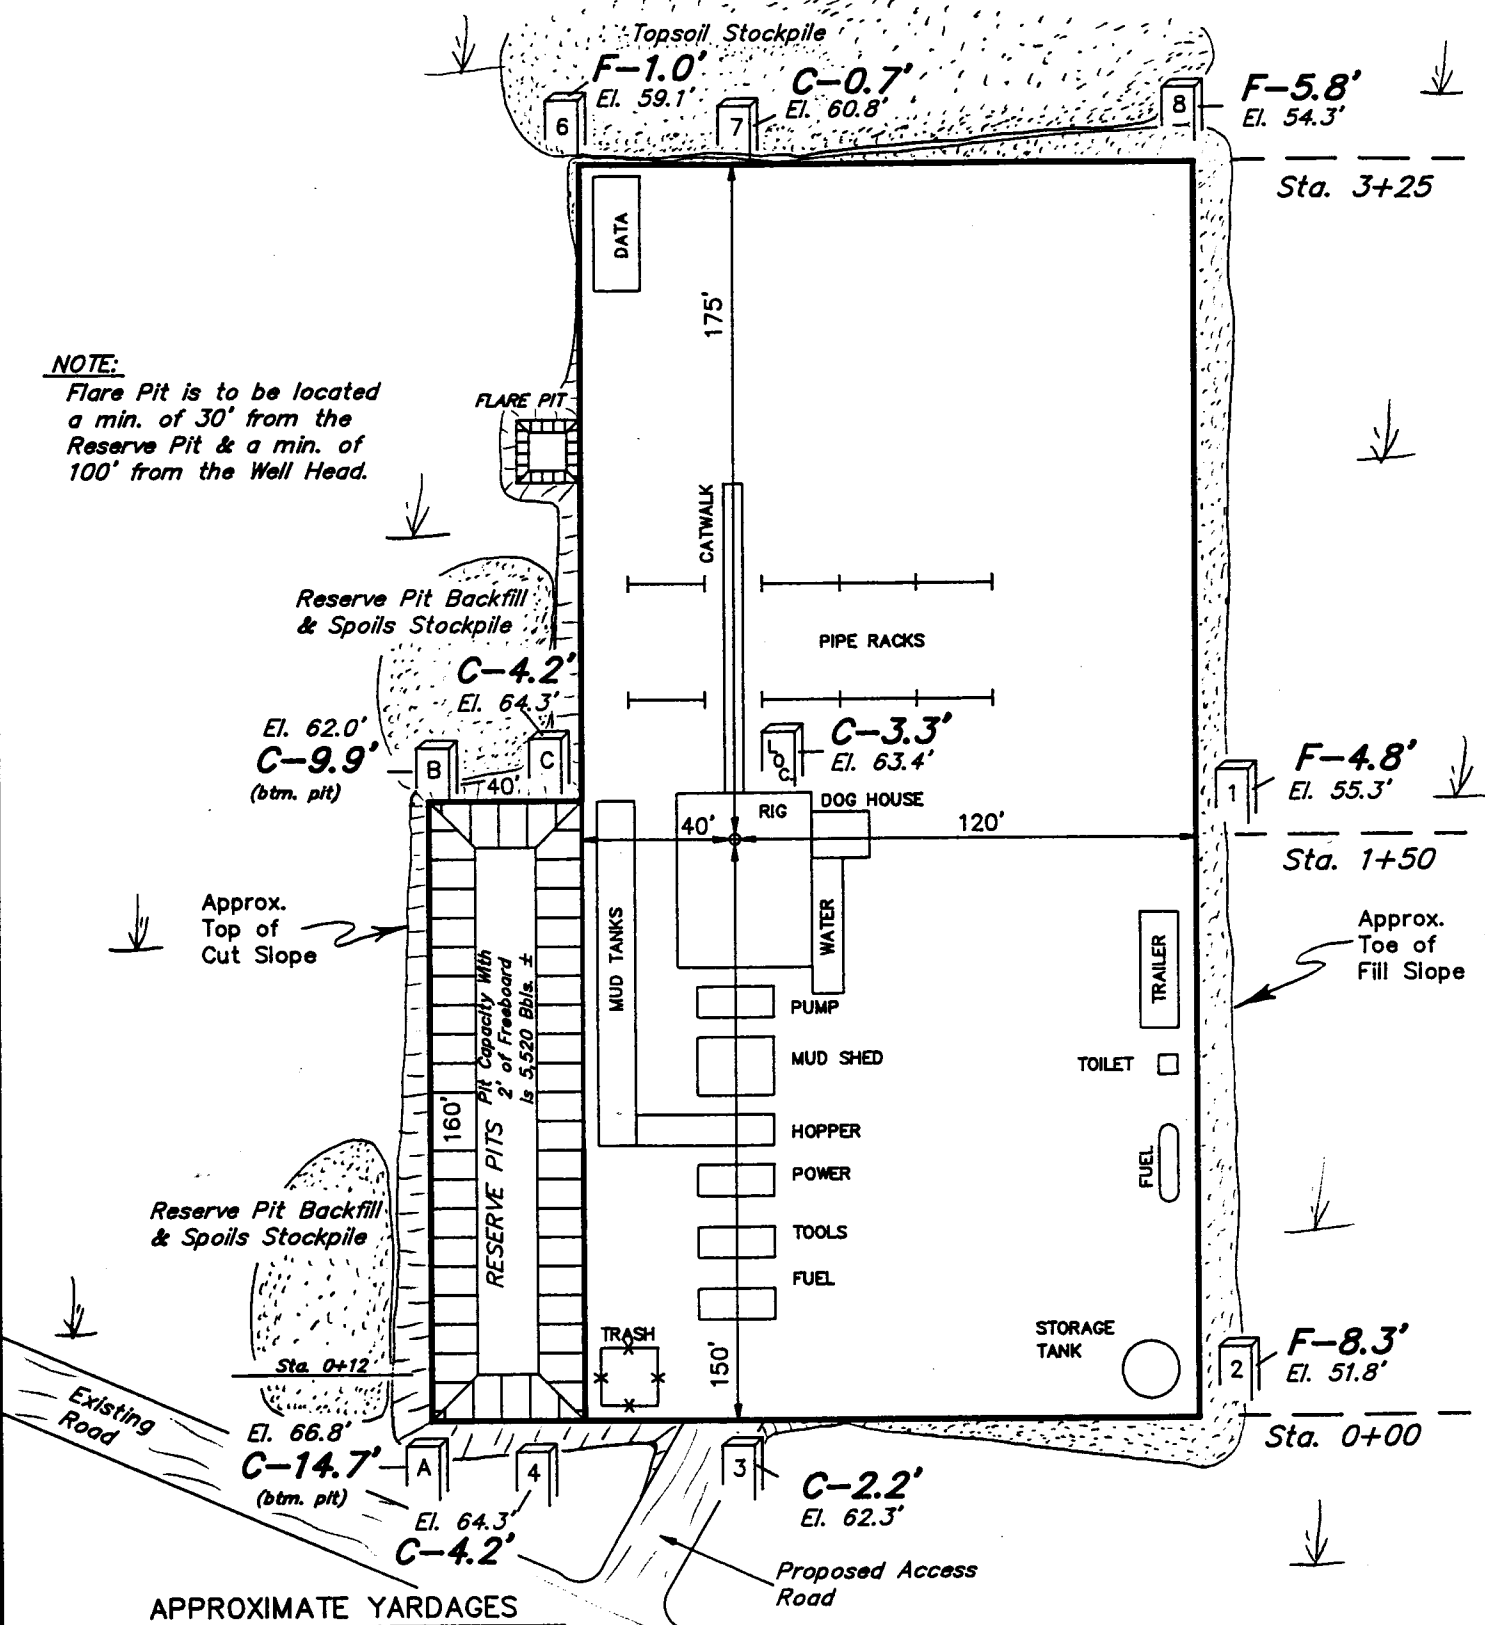 Topsoil Stockpile
F-1.0'
El. 59.1'
6
C-0.7'
El. 60.8'
7
8
F-5.8'
El. 54.3'
Sta. 3+25
DATA
175'
NOTE:
Flare Pit is to be located
a min. of 30' from the
Reserve Pit & a min. of
100' from the Well Head.
FLARE PIT
CATWALK
Reserve Pit Backfill
& Spoils Stockpile
PIPE RACKS
C-4.2'
El. 64.3'
C
El. 62.0'
C-9.9'
(btm. pit)
B
40'
LOC.
C-3.3'
El. 63.4'
F-4.8'
El. 55.3'
1
RIG
DOG HOUSE
40'
120'
Sta. 1+50
Approx.
Top of
Cut Slope
MUD TANKS
WATER
TRAILER
Approx.
Toe of
Fill Slope
Pit Capacity With
2' of Freeboard
is 5,520 Bbls. ±
RESERVE PITS
160'
PUMP
MUD SHED
TOILET
HOPPER
POWER
FUEL
TOOLS
FUEL
Reserve Pit Backfill
& Spoils Stockpile
TRASH
150'
STORAGE
TANK
2
F-8.3'
El. 51.8'
Sta. 0+12
Sta. 0+00
Existing
Road
El. 66.8'
C-14.7'
(btm. pit)
A
4
El. 64.3'
C-4.2'
3
C-2.2'
El. 62.3'
Proposed Access
Road
APPROXIMATE YARDAGES